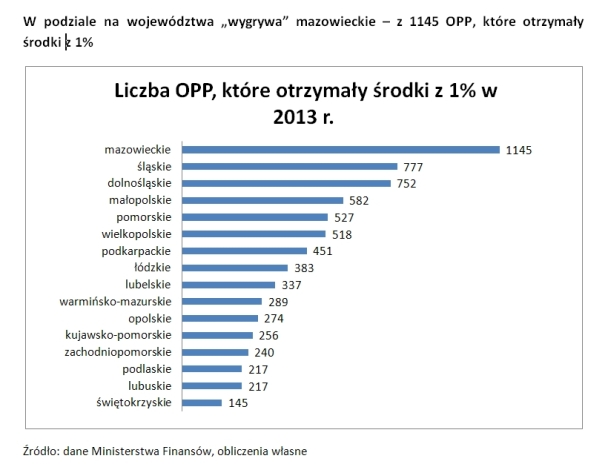 W podziale na województwa „wygrywa” mazowieckie – z 1145 OPP, które otrzymały
środki z 1%
Liczba OPP, które otrzymały środki z 1% w
2013 r.
mazowieckie 1145
śląskie 777
dolnośląskie 752
małopolskie 582
pomorskie 527
wielkopolskie 518
podkarpackie 451
łódzkie 383
lubelskie 337
warmińsko-mazurskie 289
opolskie 274
kujawsko-pomorskie 256
zachodniopomorskie 240
podlaskie 217
lubuskie 217
świętokrzyskie 145
Źródło: dane Ministerstwa Finansów, obliczenia własne